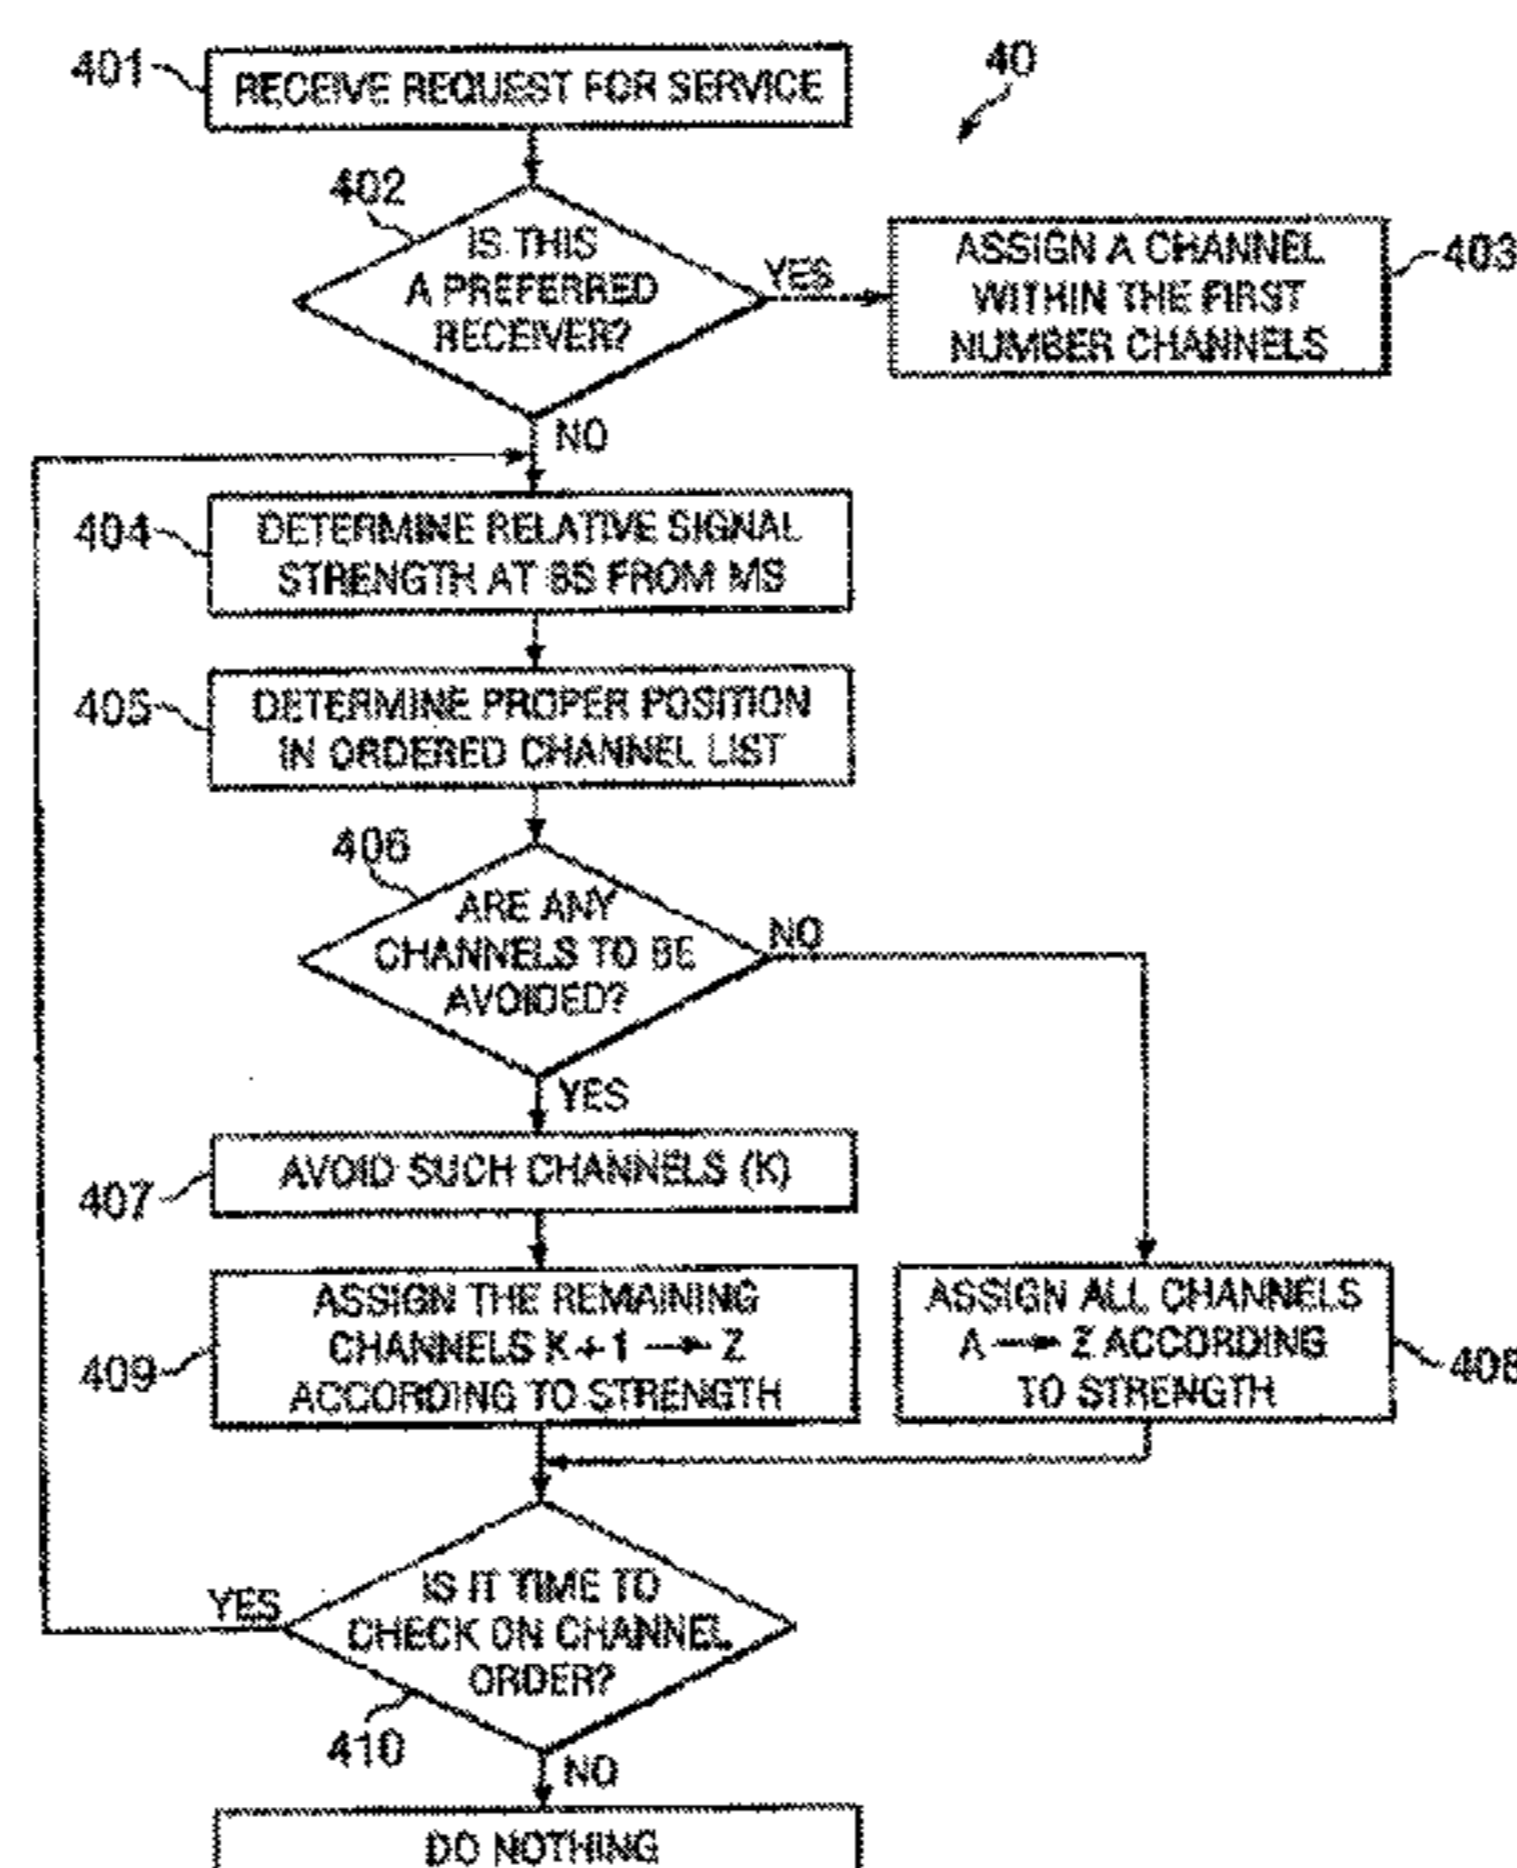 401
RECEIVE REQUEST FOR SERVICE
40
402
IS THIS
A PREFERRED
RECEIVER?
YES
ASSIGN A CHANNEL
WITHIN THE FIRST
NUMBER CHANNELS
403
NO
404
DETERMINE RELATIVE SIGNAL
STRENGTH AT BS FROM MS
405
DETERMINE PROPER POSITION
IN ORDERED CHANNEL LIST
406
ARE ANY
CHANNELS TO BE
AVOIDED?
NO
YES
407
AVOID SUCH CHANNELS (K)
409
ASSIGN THE REMAINING
CHANNELS K+1 → Z
ACCORDING TO STRENGTH
ASSIGN ALL CHANNELS
A → Z ACCORDING
TO STRENGTH
408
YES
IS IT TIME TO
CHECK ON CHANNEL
ORDER?
410
NO
DO NOTHING